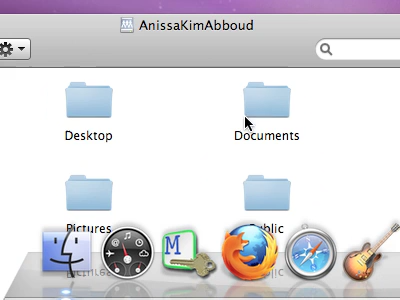 AnissaKimAbboud
Desktop
Documents
Pictures
Public
M